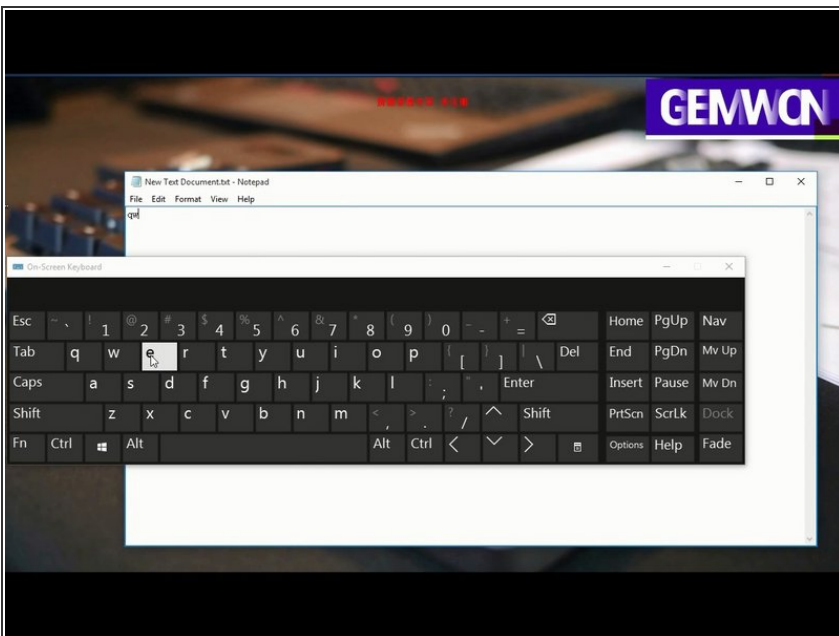 GEMWON
New Text Document.txt - Notepad
File Edit Format View Help
qw
On-Screen Keyboard
Esc ~ ` ! 1 @ 2 # 3 $ 4 % 5 ^ 6 & 7 * 8 ( 9 ) 0 _ - + = Home PgUp Nav
Tab q w e r t y u i o p { [ } ] | \ Del End PgDn Mv Up
Caps a s d f g h j k l : ; " ' Enter Insert Pause Mv Dn
Shift z x c v b n m < , > . ? / Shift PrtScn ScrLk Dock
Fn Ctrl Alt Alt Ctrl Options Help Fade